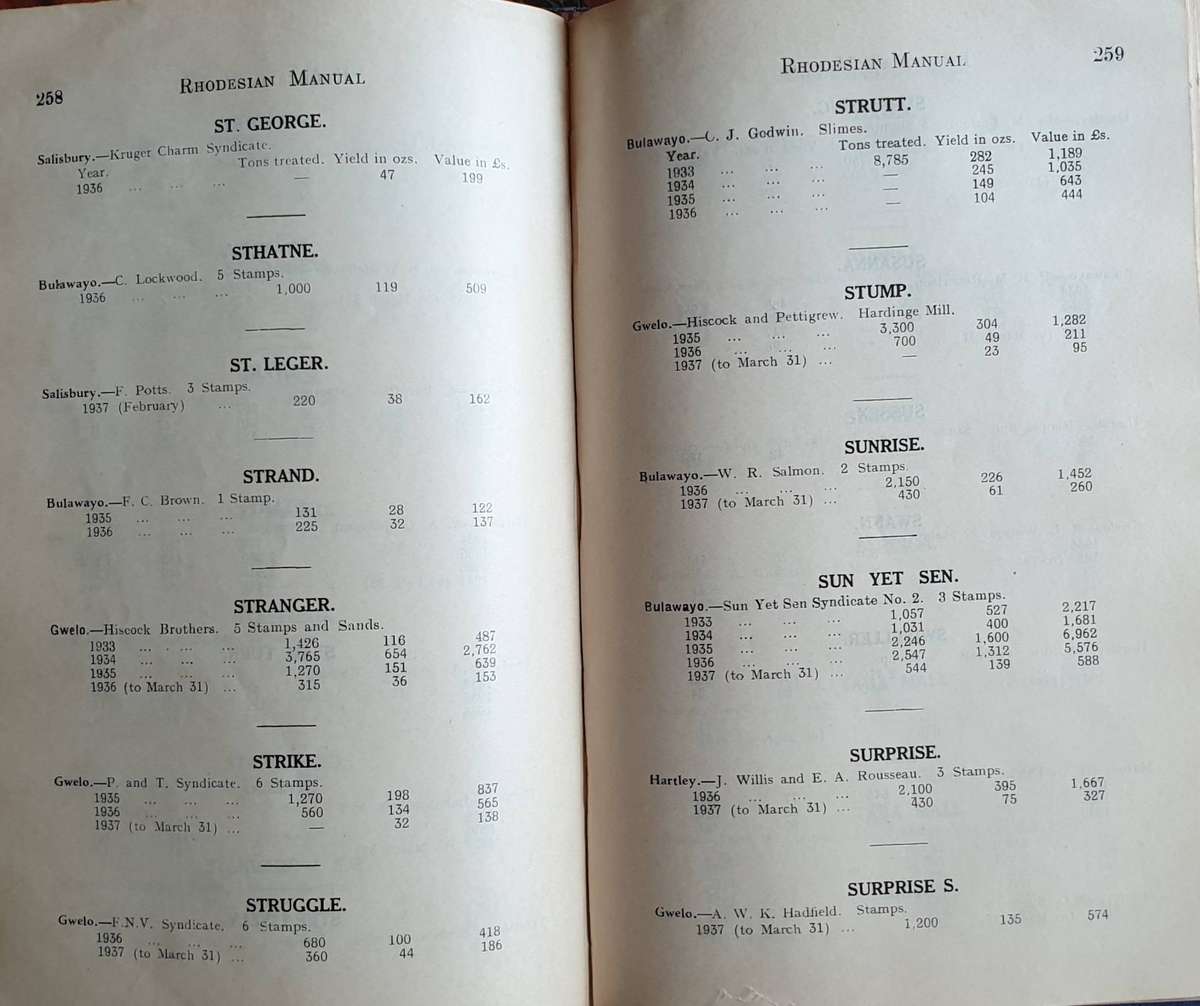 258
RHODESIAN MANUAL
ST. GEORGE.
Salisbury.—Kruger Charm Syndicate.
Year. Tons treated. Yield in ozs. Value in £s.
1936 ... ... ... — 47 199
STHATNE.
Bulawayo.—C. Lockwood. 5 Stamps.
1936 ... ... ... 1,000 119 509
ST. LEGER.
Salisbury.—F. Potts. 3 Stamps.
1937 (February) ... 220 38 162
STRAND.
Bulawayo.—F. C. Brown. 1 Stamp.
1935 ... ... ... 131 28 122
1936 ... ... ... 225 32 137
STRANGER.
Gwelo.—Hiscock Brothers. 5 Stamps and Sands.
1933 ... ... ... 1,426 116 487
1934 ... ... ... 3,765 654 2,762
1935 ... ... ... 1,270 151 639
1936 (to March 31) ... 315 36 153
STRIKE.
Gwelo.—P. and T. Syndicate. 6 Stamps.
1935 ... ... ... 1,270 198 837
1936 ... ... ... 560 134 565
1937 (to March 31) ... — 32 138
STRUGGLE.
Gwelo.—F.N.V. Syndicate. 6 Stamps.
1936 ... ... ... 680 100 418
1937 (to March 31) ... 360 44 186
RHODESIAN MANUAL
259
STRUTT.
Bulawayo.— J. Godwin. Slimes.
Year. Tons treated. Yield in ozs. Value in £s.
1933 ... ... ... 8,785 282 1,189
1934 ... ... ... — 245 1,035
1935 ... ... ... — 149 643
1936 ... ... ... — 104 444
STUMP.
Gwelo.—Hiscock and Pettigrew. Hardinge Mill.
1935 ... ... ... 3,300 304 1,282
1936 ... ... ... 700 49 211
1937 (to March 31) ... — 23 95
SUNRISE.
Bulawayo.—W. R. Salmon. 2 Stamps.
1936 ... ... ... 2,150 226 1,452
1937 (to March 31) ... 430 61 260
SUN YET SEN.
Bulawayo.—Sun Yet Sen Syndicate No. 2. 3 Stamps.
1933 ... ... ... 1,057 527 2,217
1934 ... ... ... 1,031 400 1,681
1935 ... ... ... 2,246 1,600 6,962
1936 ... ... ... 2,547 1,312 5,576
1937 (to March 31) ... 544 139 588
SURPRISE.
Hartley.—J. Willis and E. A. Rousseau. 3 Stamps.
1936 ... ... ... 2,100 395 1,667
1937 (to March 31) ... 430 75 327
SURPRISE S.
Gwelo.—A. W. K. Hadfield. Stamps.
1937 (to March 31) ... 1,200 135 574